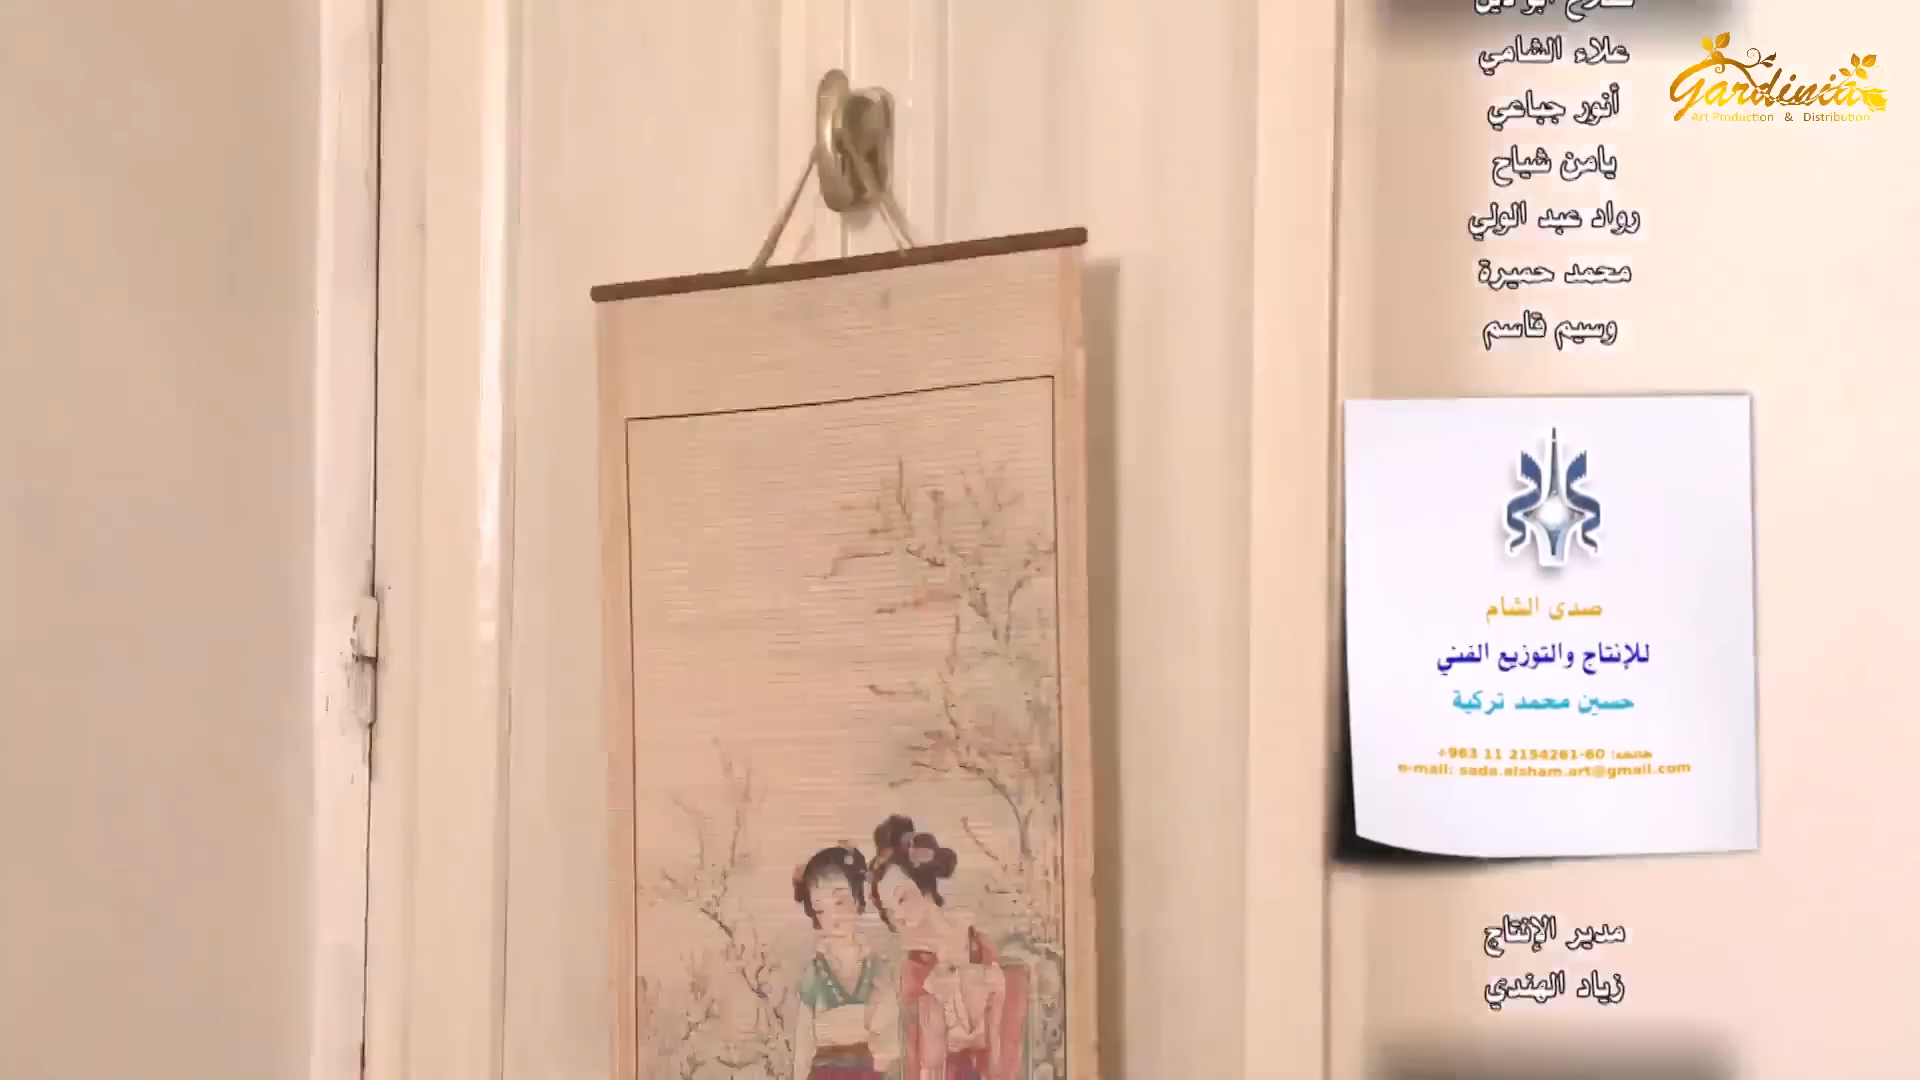 علاء الشامي
أنور جباعي
يامن شباح
رواد عبد الولي
محمد حميرة
وسيم قاسم
Gardinia
Art Production & Distribution
صدى الشام
للإنتاج والتوزيع الفني
حسين محمد تركية
هاتف: 60-2154261 11 963+
e-mail: sada.alsham.art@gmail.com
مدير الإنتاج
زياد الهندي